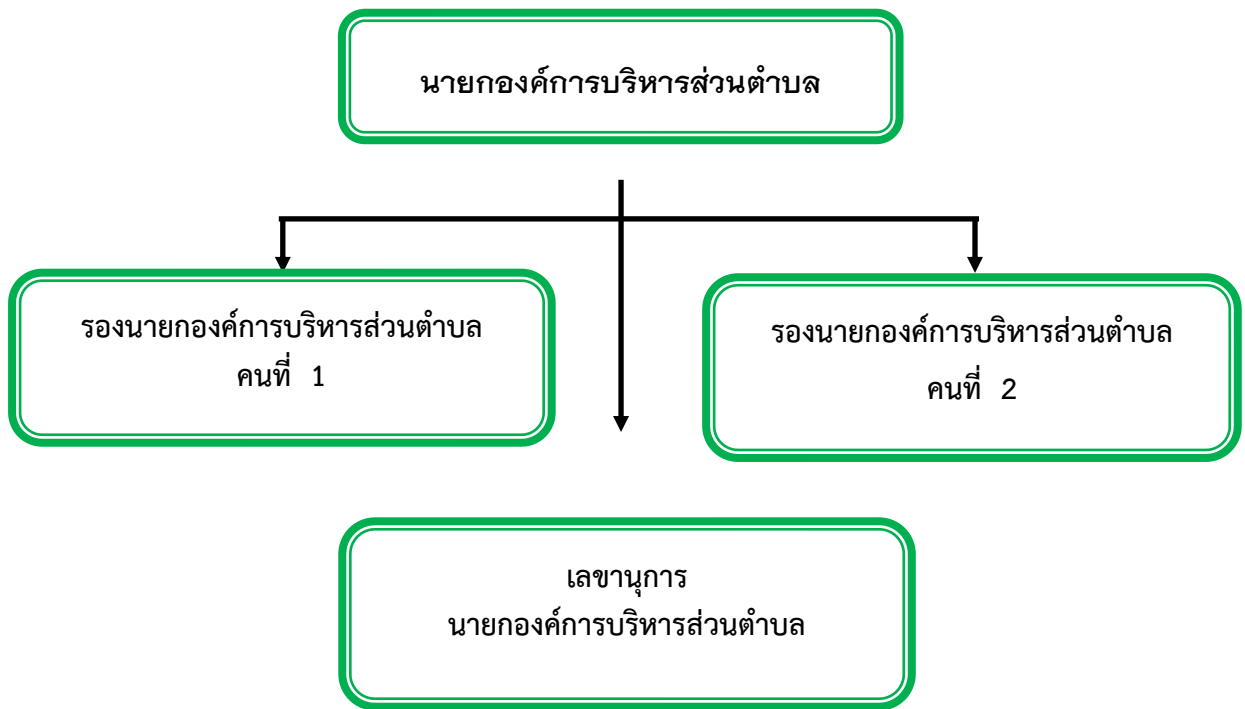 นายกองค์การบริหารส่วนตำบล
รองนายกองค์การบริหารส่วนตำบล
คนที่ 1
รองนายกองค์การบริหารส่วนตำบล
คนที่ 2
เลขานุการ
นายกองค์การบริหารส่วนตำบล